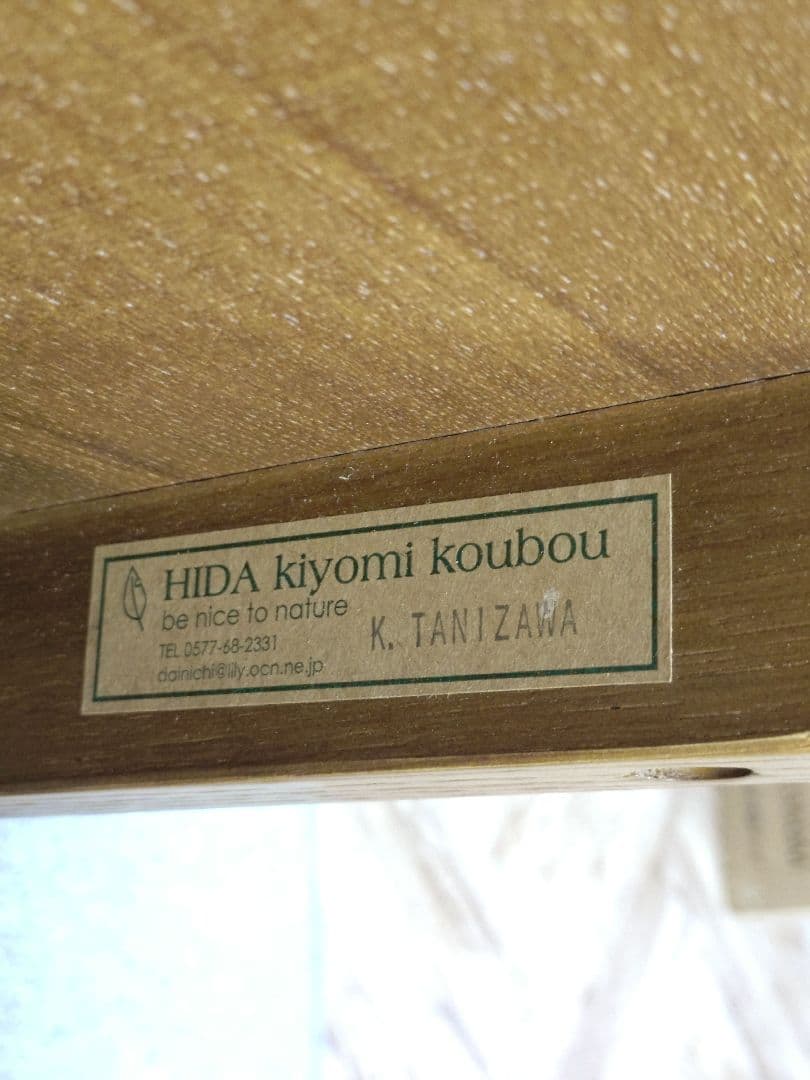 HIDA kiyomi koubou
be nice to nature
TEL 0577-68-2331
K. TANIZAWA
dainichi@lily.ocn.ne.jp